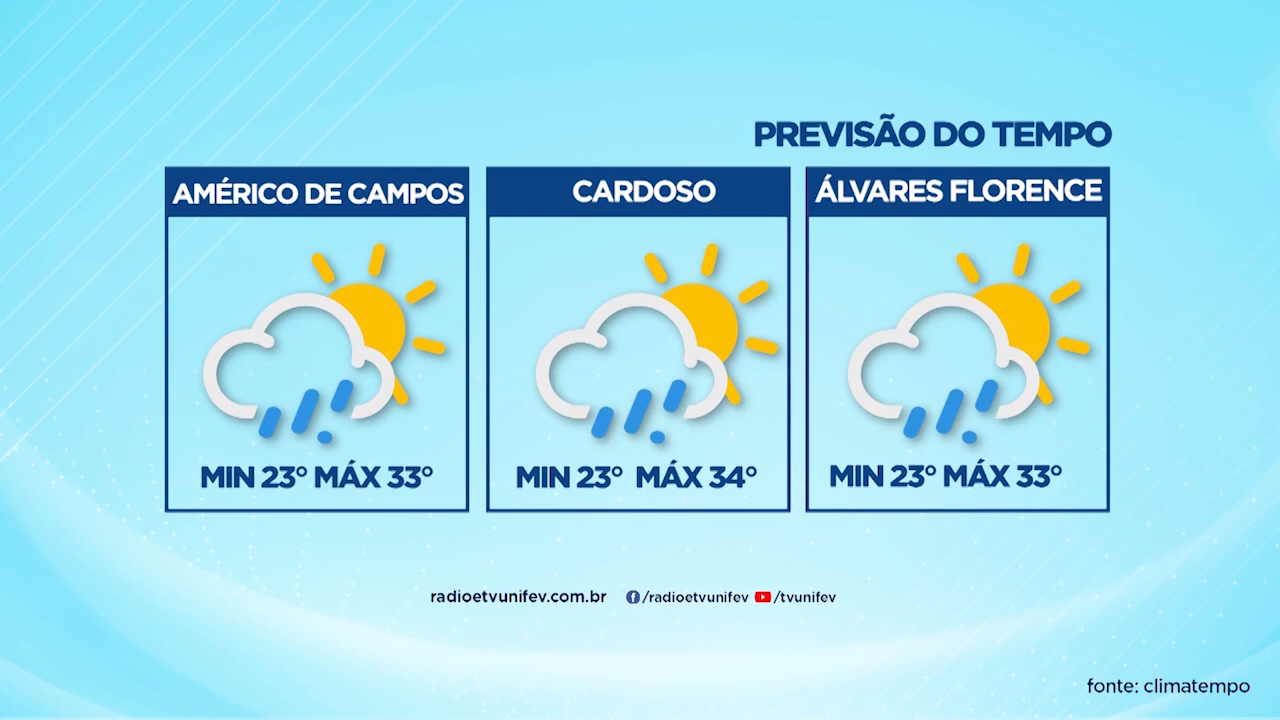 PREVISÃO DO TEMPO
AMÉRICO DE CAMPOS
MIN 23° MÁX 33°
CARDOSO
MIN 23° MÁX 34°
ÁLVARES FLORENCE
MIN 23° MÁX 33°
radioetvunifev.com.br /radioetvunifev /tvunifev
fonte: climatempo